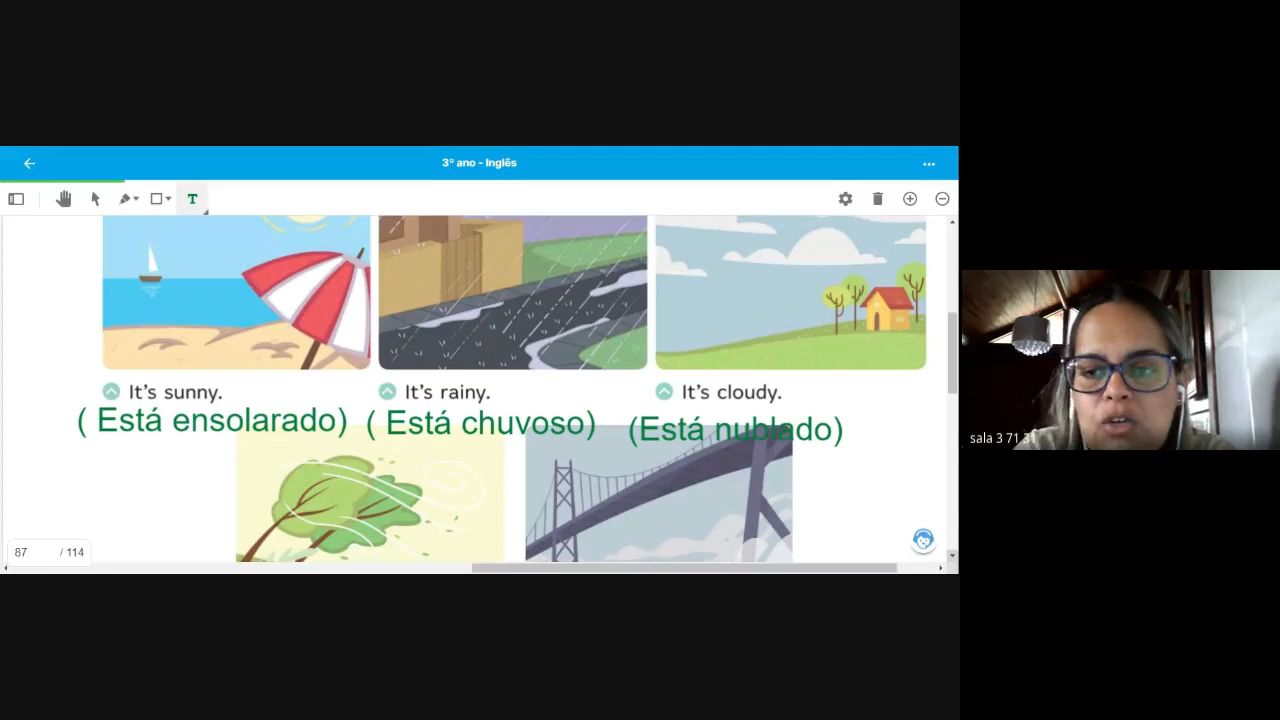 3º ano - Inglês
T
It's sunny. It's rainy. It's cloudy.
( Está ensolarado) ( Está chuvoso) (Está nublado)
sala 3 71 31
87 / 114